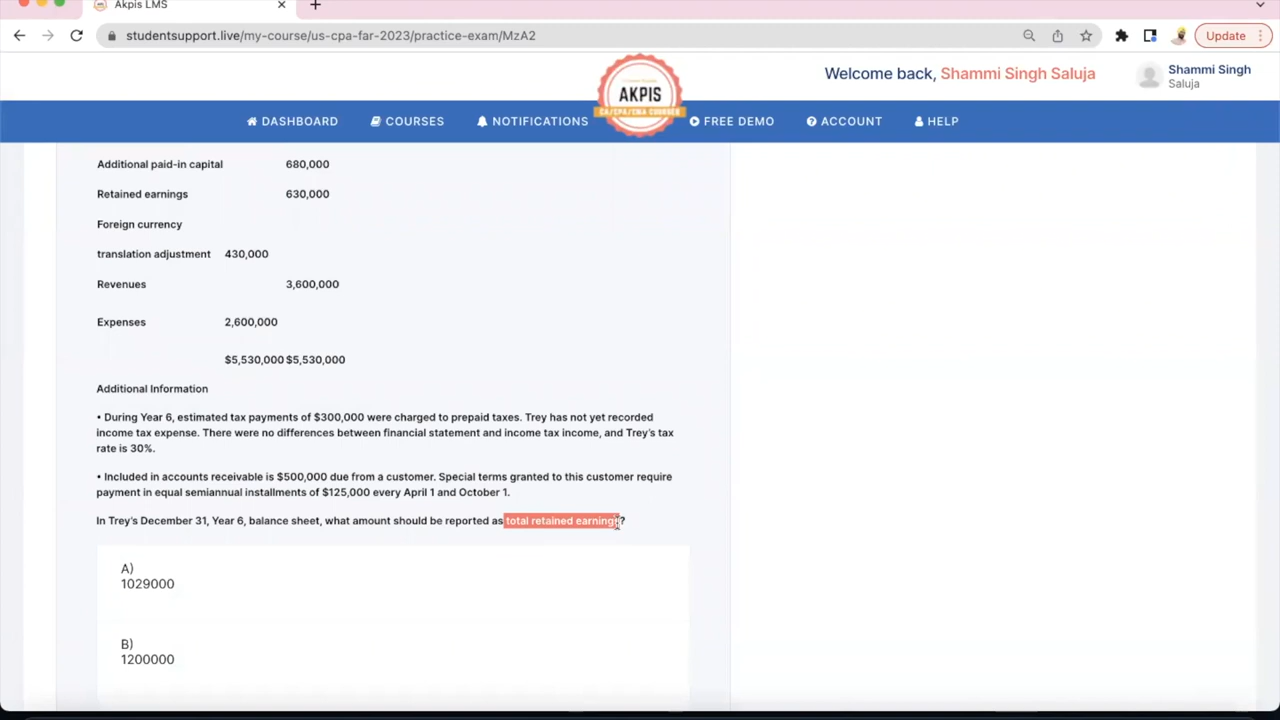 Akpis LMS
studentsupport.live/my-course/us-cpa-far-2023/practice-exam/MzA2
Update
Welcome back, Shammi Singh Saluja
Shammi Singh
Saluja
AKPIS
CA/CPA/CMA COURSES
DASHBOARD COURSES NOTIFICATIONS FREE DEMO ACCOUNT HELP
Additional paid-in capital 680,000
Retained earnings 630,000
Foreign currency
translation adjustment 430,000
Revenues 3,600,000
Expenses 2,600,000
$5,530,000 $5,530,000
Additional Information
• During Year 6, estimated tax payments of $300,000 were charged to prepaid taxes. Trey has not yet recorded
income tax expense. There were no differences between financial statement and income tax income, and Trey's tax
rate is 30%.
• Included in accounts receivable is $500,000 due from a customer. Special terms granted to this customer require
payment in equal semiannual installments of $125,000 every April 1 and October 1.
In Trey's December 31, Year 6, balance sheet, what amount should be reported as total retained earnings?
A)
1029000
B)
1200000